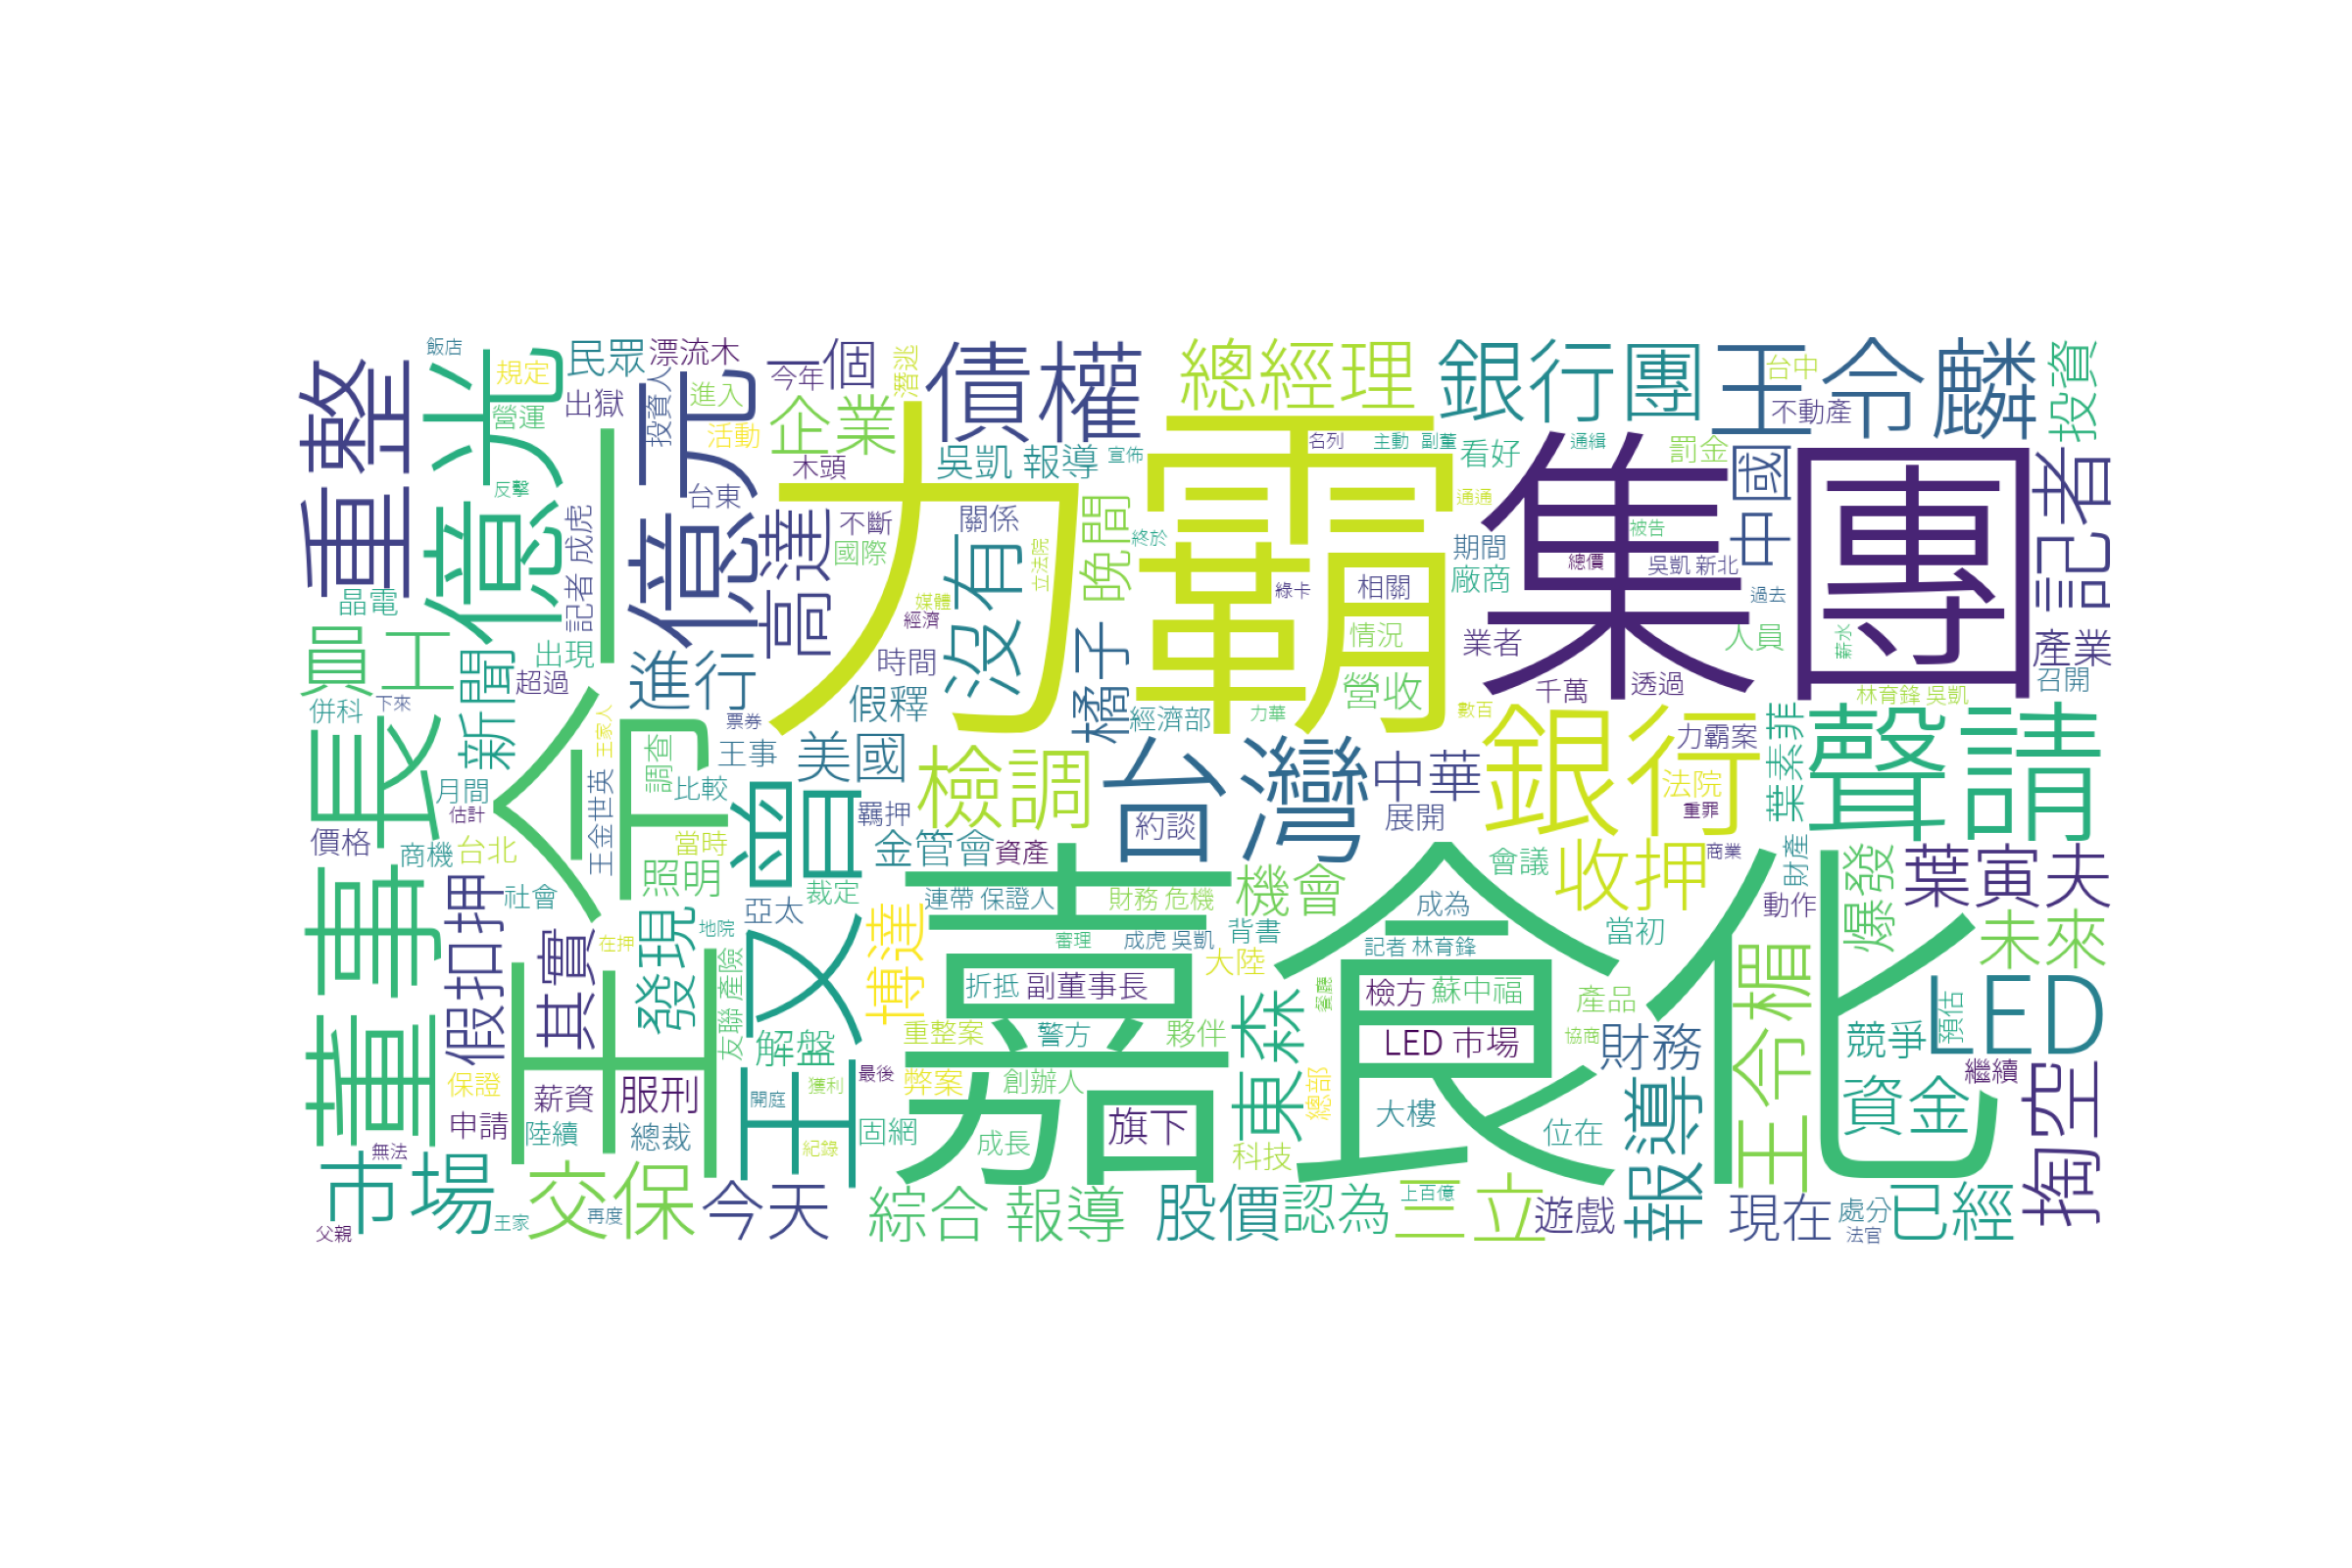 力霸
集團
嘉食化
王令一
億光
億元
重整
債權
總經理
銀行團
王令麟
投資
民眾
漂流木
今年
一個
潛逃
飯店
規定
營運
出獄
投資人
進入
活動
企業
木頭
台東
反擊
記者 成虎
高達
不斷
國際
吳凱 報導
宣佈
名列
主動
副董
看好
通緝
罰金
台中
不動產
中國
記者
關係
沒有
立法院
晚間
終於
通通
期間
廠商
相關
情況
被告
總價
吳凱 新北
過去
綠卡
媒體
經濟
晶電
員工
出現
超過
新聞
進行
時間
假釋
橘子
經濟部
力華
營收
數百
業者
千萬
透過
人員
薪水
產業
召開
林育鋒 吳凱
併科
下來
董事長
月間
估計
價格
商機
台北
王金世英
王家人
調查
票券
王事
比較
當時
照明
曾
王又曾
美國
羈押
檢調
台灣
中華
約談
展開
銀行
力霸案
法院
重罪
葉素菲
聲請
商業
財產
金管會
資產
裁定
亞太
社會
假扣押
其實
發現
在押
地院
友聯 產險
解盤
博達
連帶 保證人
財務 危機
機會
成為
會議
收押
爆發
葉寅夫
動作
未來
當初
審理
成虎 吳凱
背書
記者 林育鋒
大陸
折抵
副董事長
東森
餐廳
檢方
蘇中福
產品
王令楣
LED
預估
競爭
重整案
警方
夥伴
LED 市場
協商
財務
保證
薪資
服刑
申請
陸續
總裁
開庭
獲利
最後
紀錄
固網
弊案
創辦人
成長
旗下
總部
大樓
科技
位在
報導
資金
繼續
掏空
無法
市場
父親
王家
交保
再度
今天
綜合 報導
股價
認為
上百億
三立
遊戲
現在
處分
法官
已經